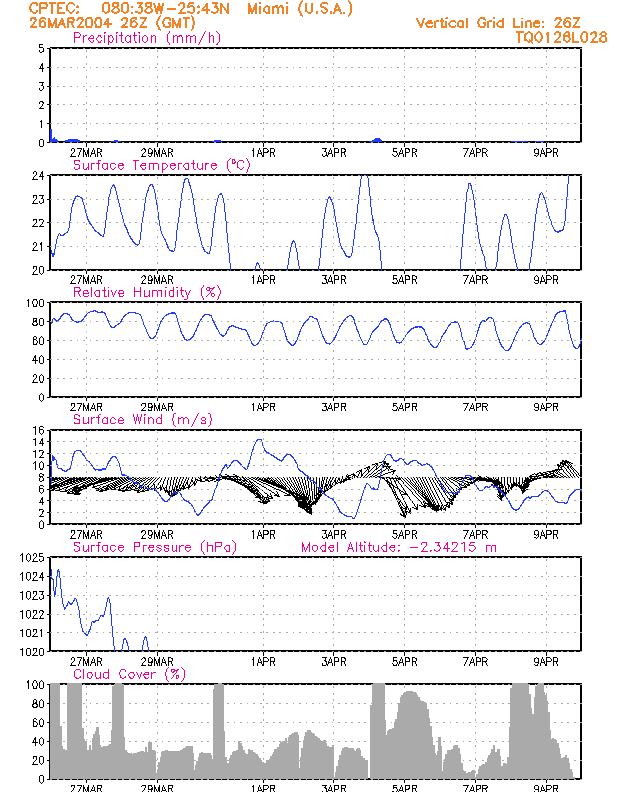 CPTEC: 080:38W-25:43N Miami (U.S.A.)
26MAR2004 26Z (GMT) Vertical Grid Line: 26Z
Precipitation (mm/h) TQ0126L028
5
4
3
2
1
0
27MAR 29MAR 1APR 3APR 5APR 7APR 9APR
Surface Temperature (°C)
24
23
22
21
20
27MAR 29MAR 1APR 3APR 5APR 7APR 9APR
Relative Humidity (%)
100
80
60
40
20
0
27MAR 29MAR 1APR 3APR 5APR 7APR 9APR
Surface Wind (m/s)
16
14
12
10
8
6
4
2
0
27MAR 29MAR 1APR 3APR 5APR 7APR 9APR
Surface Pressure (hPa) Model Altitude: -2.34215 m
1025
1024
1023
1022
1021
1020
27MAR 29MAR 1APR 3APR 5APR 7APR 9APR
Cloud Cover (%)
100
80
60
40
20
0
27MAR 29MAR 1APR 3APR 5APR 7APR 9APR